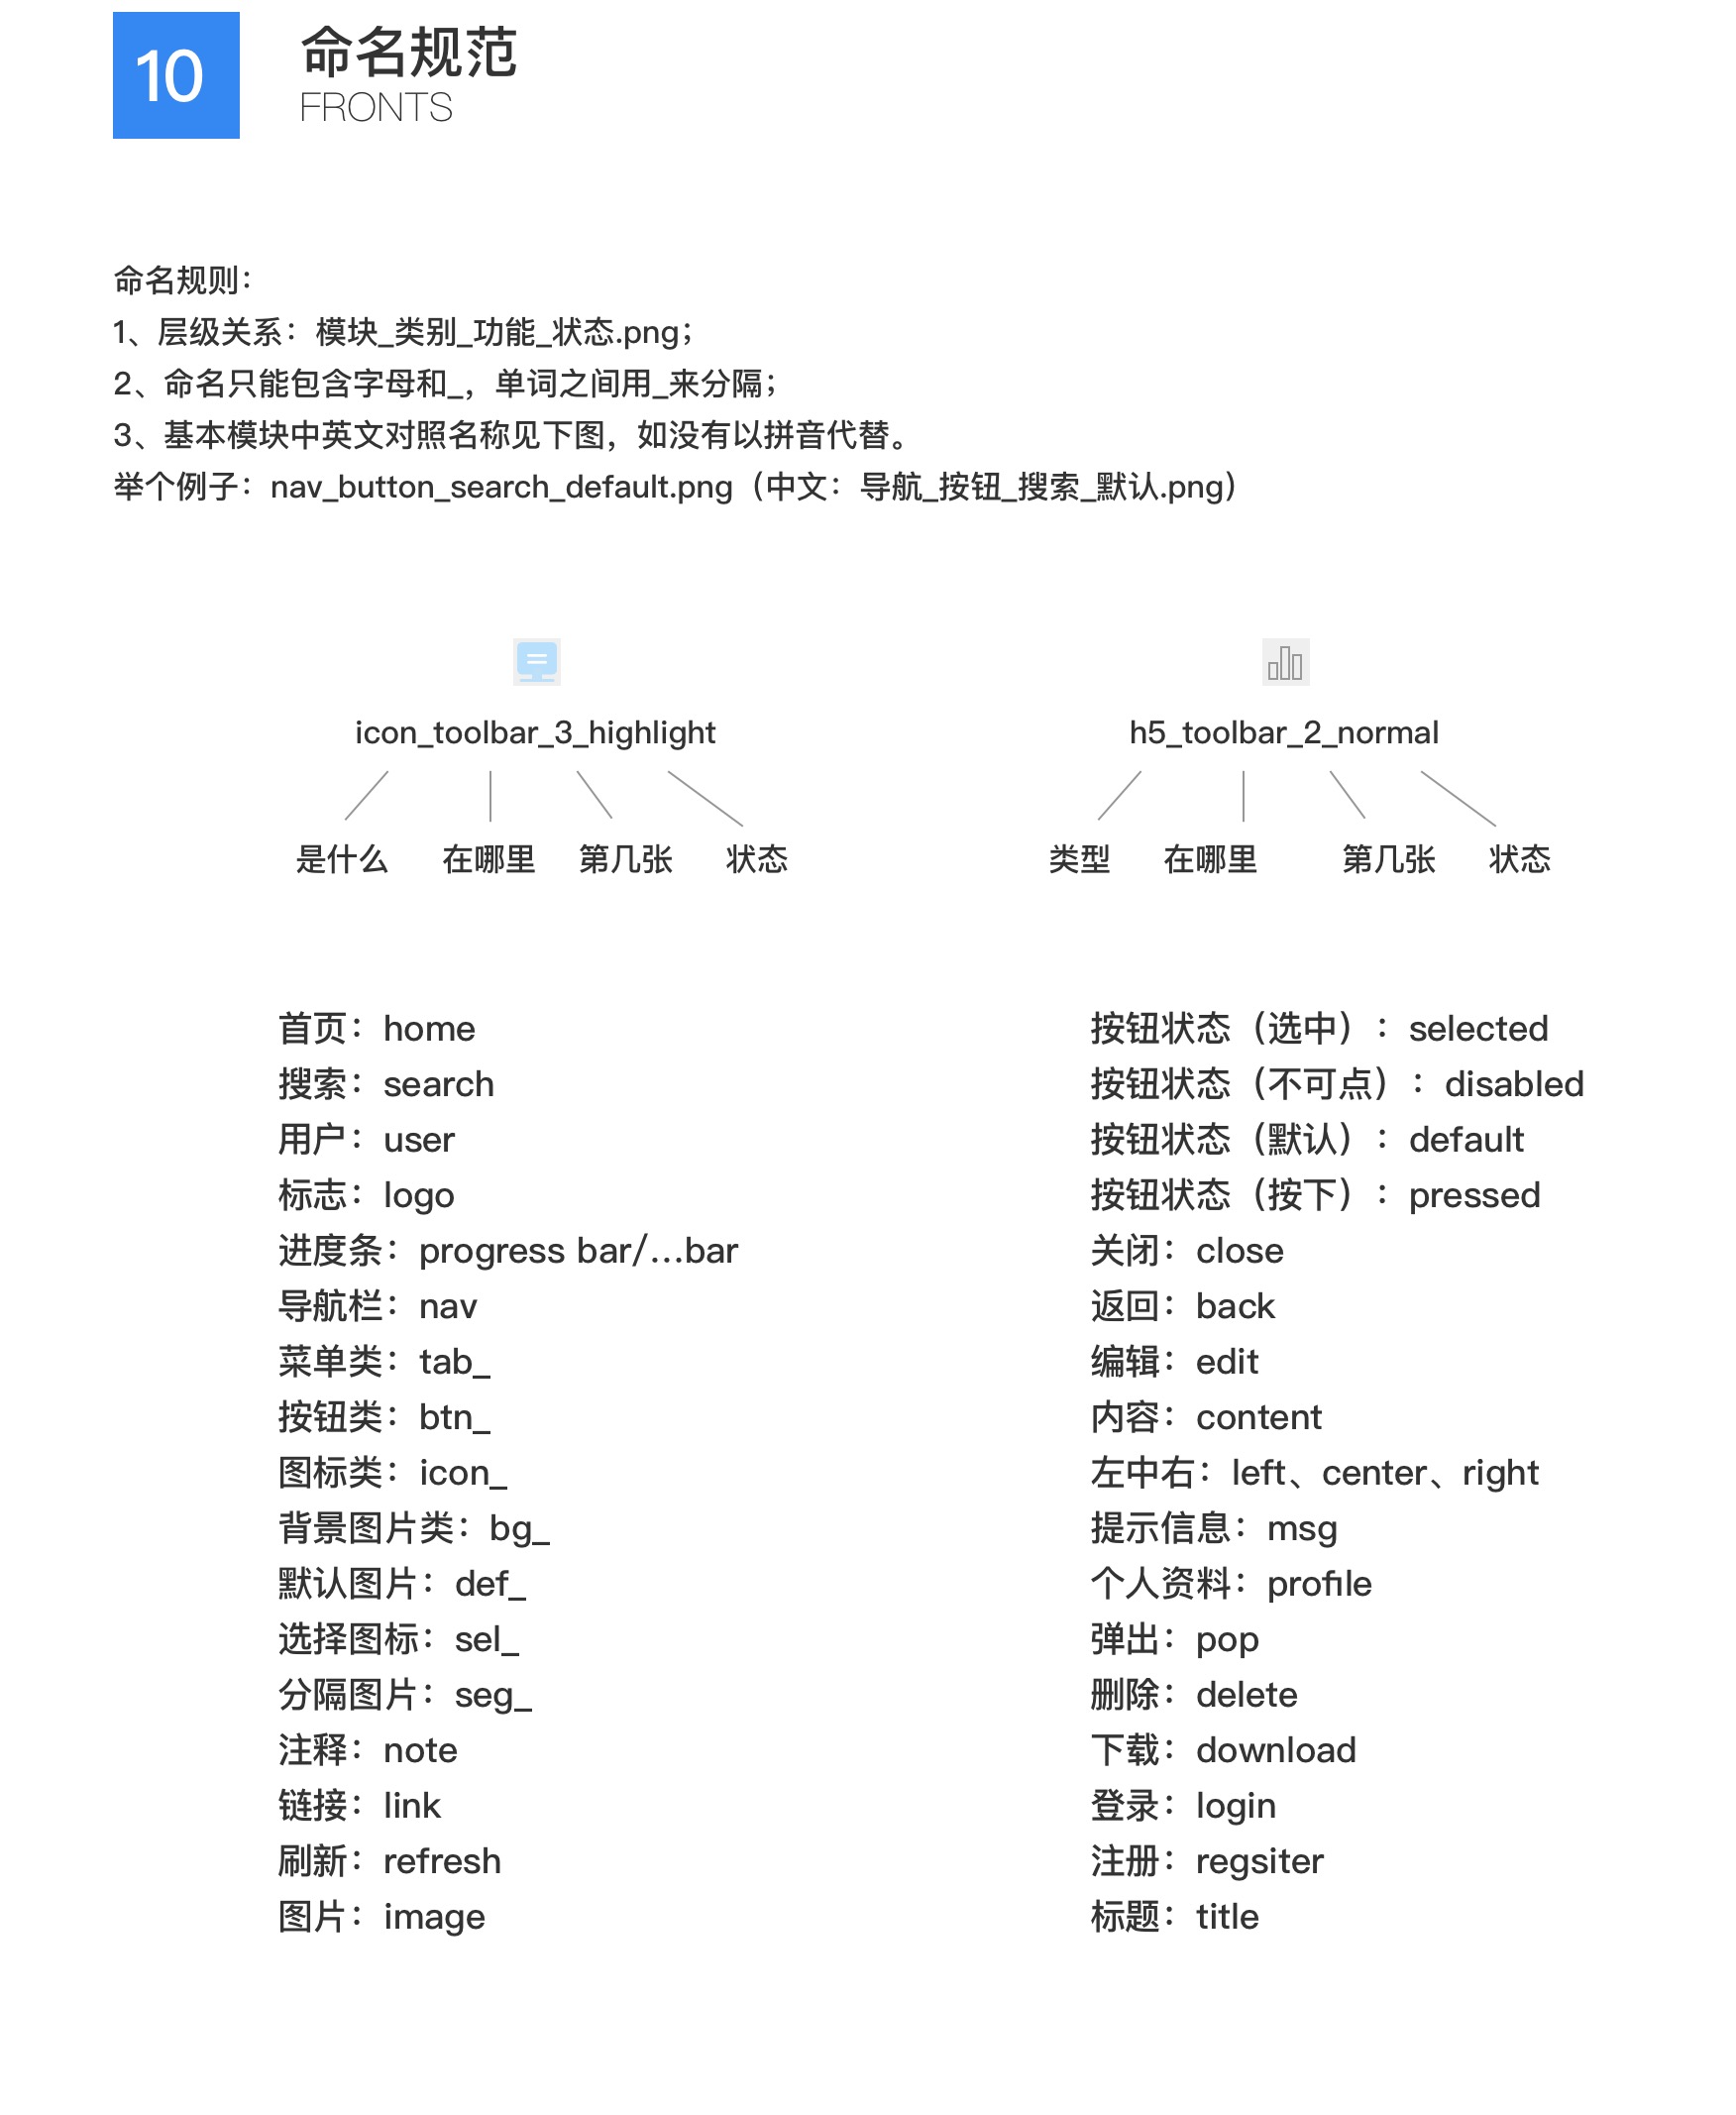 10
命名规范
FRONTS
命名规则：
1、层级关系：模块_类别_功能_状态.png；
2、命名只能包含字母和_，单词之间用_来分隔；
3、基本模块中英文对照名称见下图，如没有以拼音代替。
举个例子：nav_button_search_default.png（中文：导航_按钮_搜索_默认.png）
icon_toolbar_3_highlight
是什么 在哪里 第几张 状态
h5_toolbar_2_normal
类型 在哪里 第几张 状态
首页：home
搜索：search
用户：user
标志：logo
进度条：progress bar/...bar
导航栏：nav
菜单类：tab_
按钮类：btn_
图标类：icon_
背景图片类：bg_
默认图片：def_
选择图标：sel_
分隔图片：seg_
注释：note
链接：link
刷新：refresh
图片：image
按钮状态（选中）：selected
按钮状态（不可点）：disabled
按钮状态（默认）：default
按钮状态（按下）：pressed
关闭：close
返回：back
编辑：edit
内容：content
左中右：left、center、right
提示信息：msg
个人资料：profile
弹出：pop
删除：delete
下载：download
登录：login
注册：regsiter
标题：title